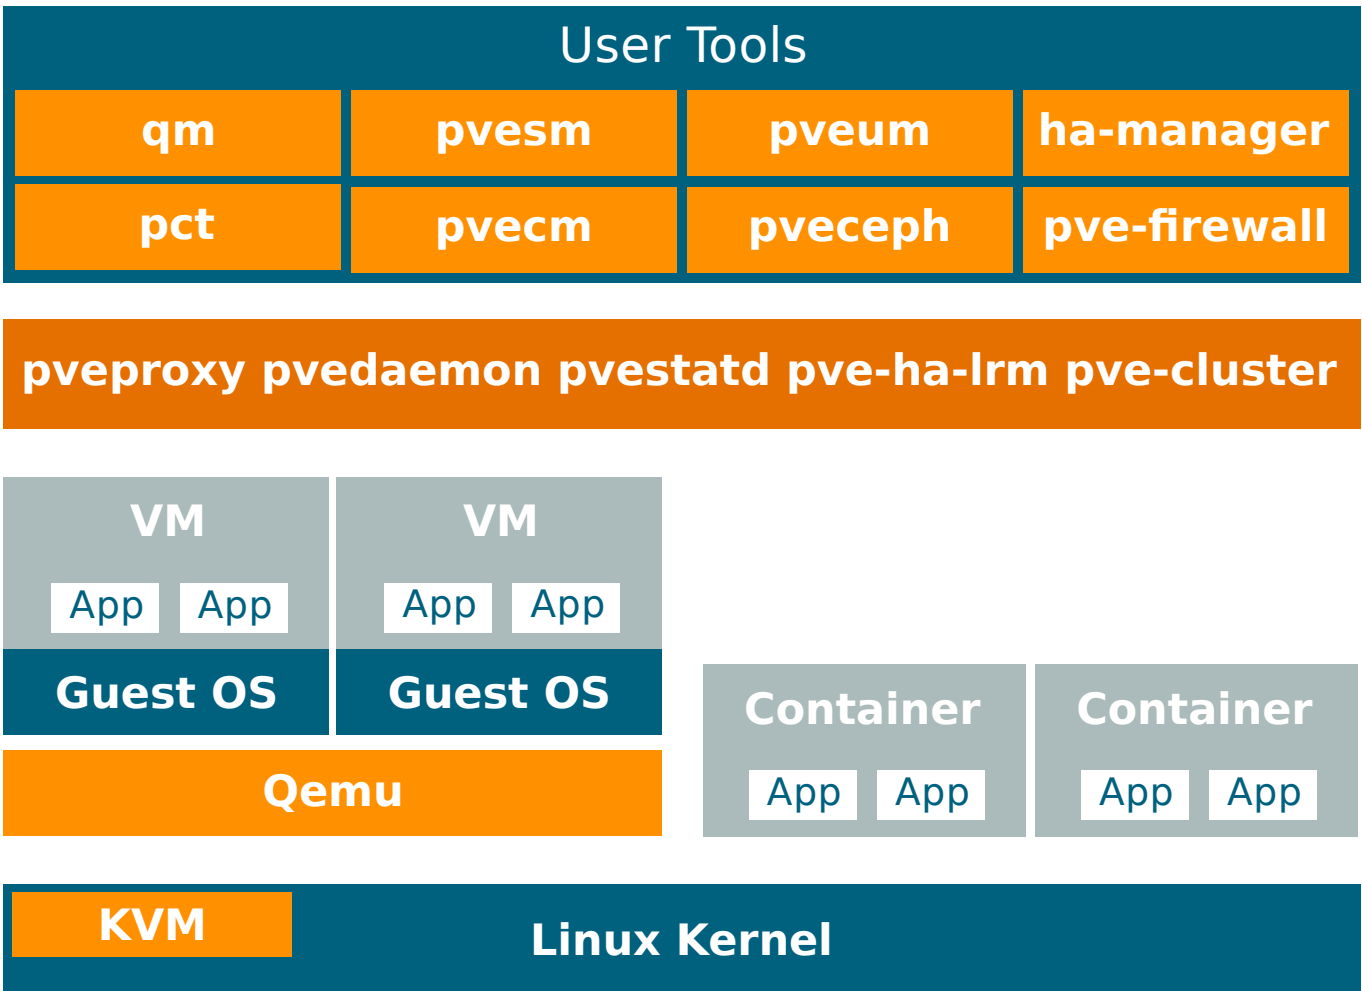 User Tools
qm pvesm pveum ha-manager
pct pvecm pveceph pve-firewall
pveproxy pvedaemon pvestatd pve-ha-lrm pve-cluster
VM VM
App App App App
Guest OS Guest OS
Container Container
Qemu
App App App App
KVM
Linux Kernel